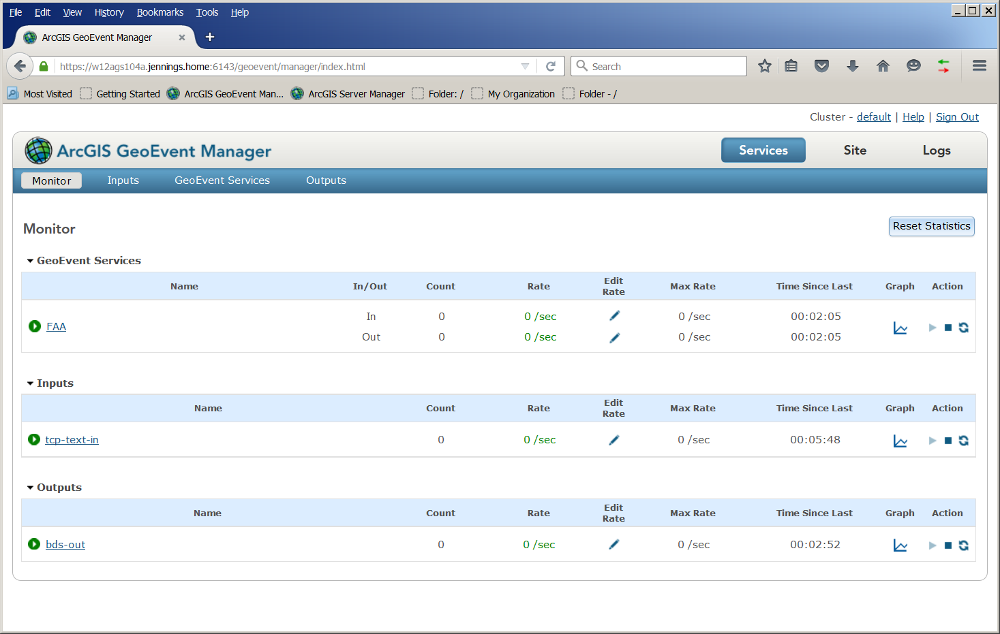 File Edit View History Bookmarks Tools Help
ArcGIS GeoEvent Manager × +
https://w12ags104a.jennings.home:6143/geoevent/manager/index.html Search
Most Visited Getting Started ArcGIS GeoEvent Man... ArcGIS Server Manager Folder: / My Organization Folder - /
Cluster - default | Help | Sign Out
ArcGIS GeoEvent Manager Services Site Logs
Monitor Inputs GeoEvent Services Outputs
Monitor Reset Statistics
GeoEvent Services
Name In/Out Count Rate Edit Rate Max Rate Time Since Last Graph Action
In 0 0 /sec 0 /sec 00:02:05
FAA
Out 0 0 /sec 0 /sec 00:02:05
Inputs
Name Count Rate Edit Rate Max Rate Time Since Last Graph Action
tcp-text-in 0 0 /sec 0 /sec 00:05:48
Outputs
Name Count Rate Edit Rate Max Rate Time Since Last Graph Action
bds-out 0 0 /sec 0 /sec 00:02:52